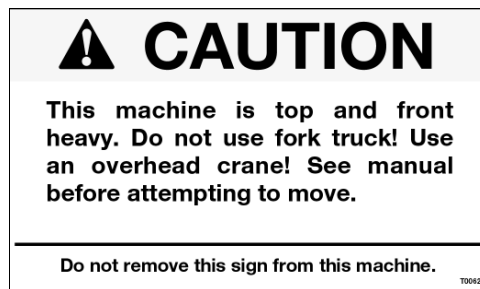 CAUTION
This machine is top and front
heavy. Do not use fork truck! Use
an overhead crane! See manual
before attempting to move.
Do not remove this sign from this machine.
T0062